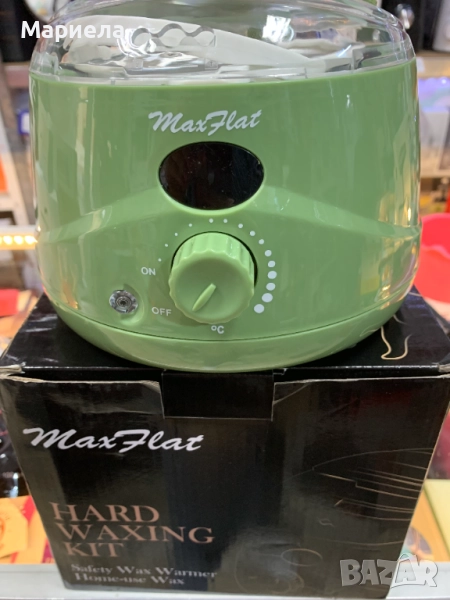 Мариела
MaxFlat
ON
OFF
°C
MaxFlat
HARD
WAXING
KIT
Safety Wax Warmer
Home-use Wax
BAZAR